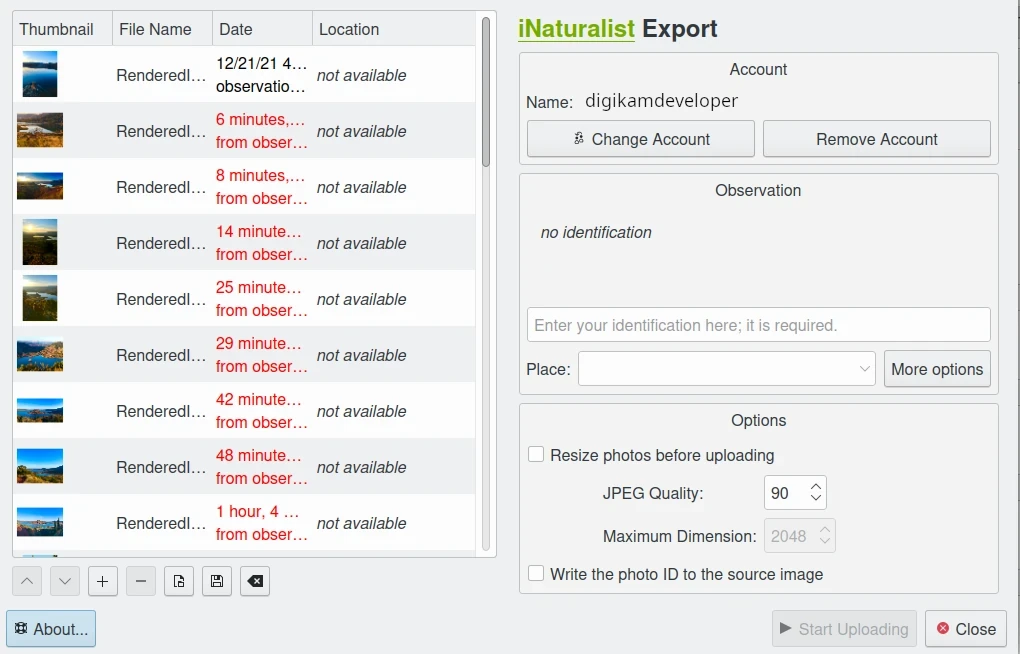 Thumbnail File Name Date Location
RenderedI... 12/21/21 4... not available
observatio...
RenderedI... 6 minutes,... not available
from obser...
RenderedI... 8 minutes,... not available
from obser...
RenderedI... 14 minute... not available
from obser...
RenderedI... 25 minute... not available
from obser...
RenderedI... 29 minute... not available
from obser...
RenderedI... 42 minute... not available
from obser...
RenderedI... 48 minute... not available
from obser...
RenderedI... 1 hour, 4 ... not available
from obser...
About...
iNaturalist Export
Account
Name: digikamdeveloper
Change Account Remove Account
Observation
no identification
Enter your identification here; it is required.
Place: More options
Options
Resize photos before uploading
JPEG Quality: 90
Maximum Dimension: 2048
Write the photo ID to the source image
Start Uploading Close